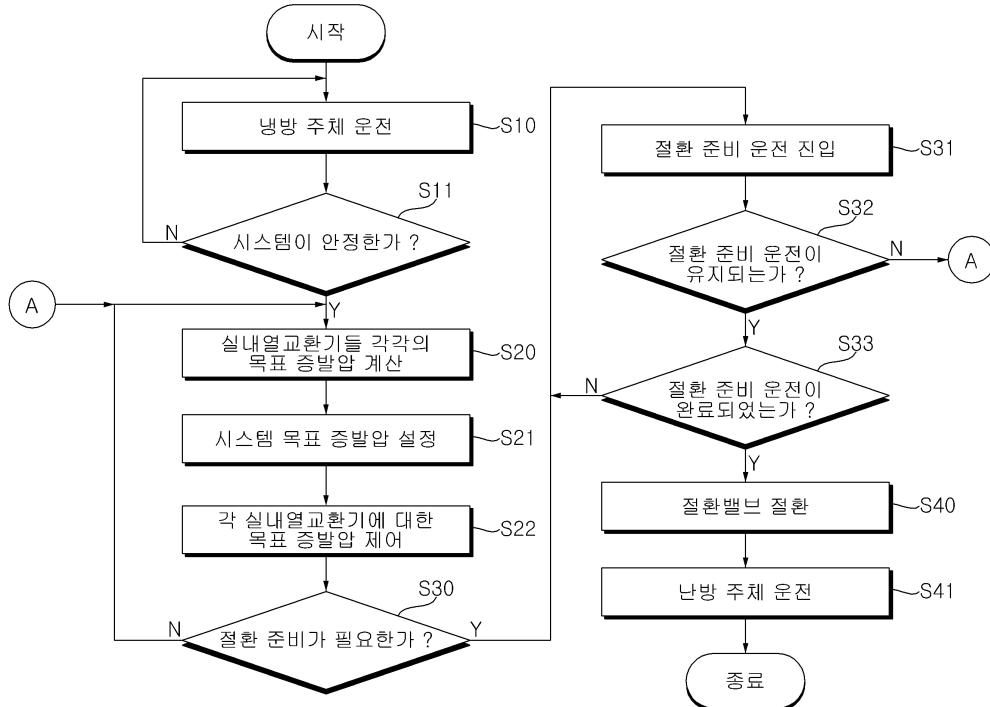 시작
냉방 주체 운전
S10
S11
시스템이 안정한가 ?
N
Y
A
실내열교환기들 각각의
목표 증발압 계산
S20
시스템 목표 증발압 설정
S21
각 실내열교환기에 대한
목표 증발압 제어
S22
S30
절환 준비가 필요한가 ?
N
Y
절환 준비 운전 진입
S31
S32
절환 준비 운전이
유지되는가 ?
N
A
Y
S33
절환 준비 운전이
완료되었는가 ?
N
Y
절환밸브 절환
S40
난방 주체 운전
S41
종료